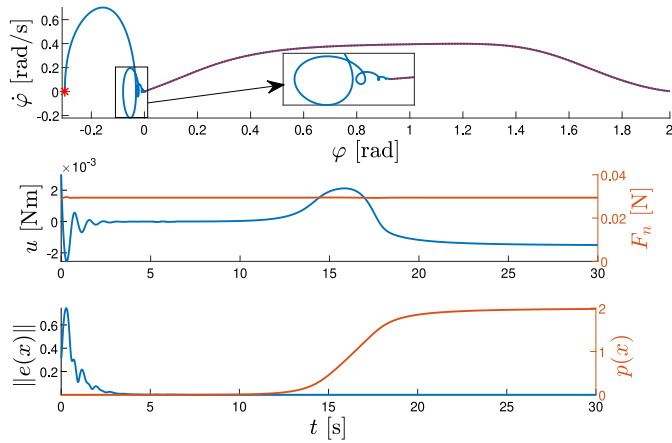 0.6
0.4
0.2
0
-0.2
φ̇ [rad/s]
-0.2 0 0.2 0.4 0.6 0.8 1 1.2 1.4 1.6 1.8 2
φ [rad]
×10⁻³
2
0
-2
u [Nm]
0.04
0.02
0
F_n [N]
0 5 10 15 20 25 30
0.6
0.4
0.2
||e(x)||
2
1
0
p(x)
0 5 10 15 20 25 30
t [s]